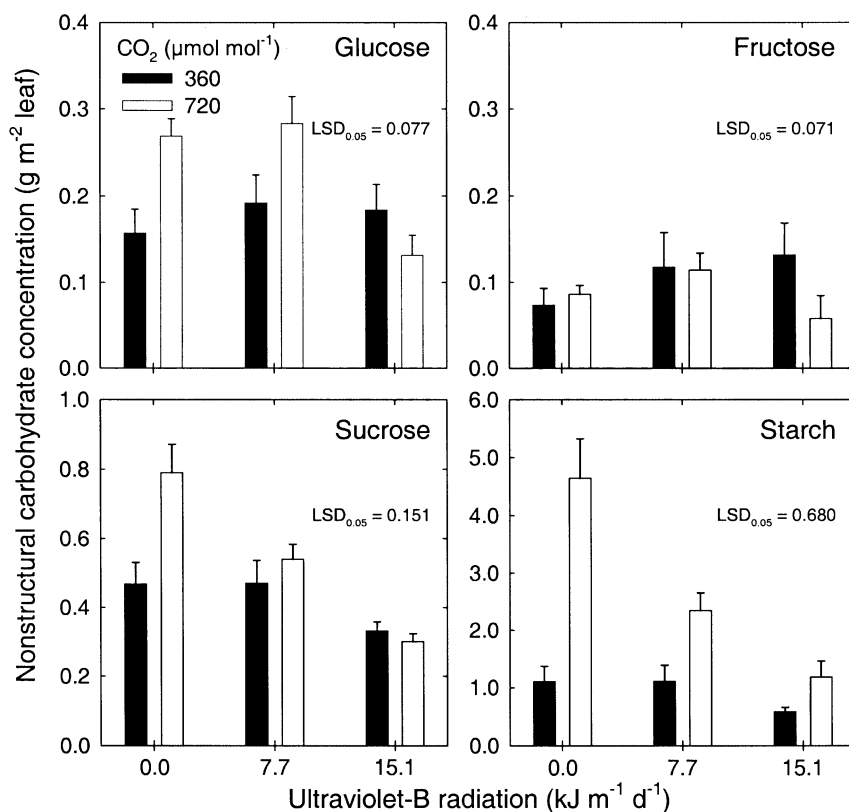 Nonstructural carbohydrate concentration (g m⁻² leaf)
CO₂ (µmol mol⁻¹)
360
720
Glucose
LSD₀.₀₅ = 0.077
0.4
0.3
0.2
0.1
0.0
Fructose
LSD₀.₀₅ = 0.071
0.4
0.3
0.2
0.1
0.0
Sucrose
LSD₀.₀₅ = 0.151
1.0
0.8
0.6
0.4
0.2
0.0
0.0 7.7 15.1
Starch
LSD₀.₀₅ = 0.680
6.0
5.0
4.0
3.0
2.0
1.0
0.0
0.0 7.7 15.1
Ultraviolet-B radiation (kJ m⁻¹ d⁻¹)